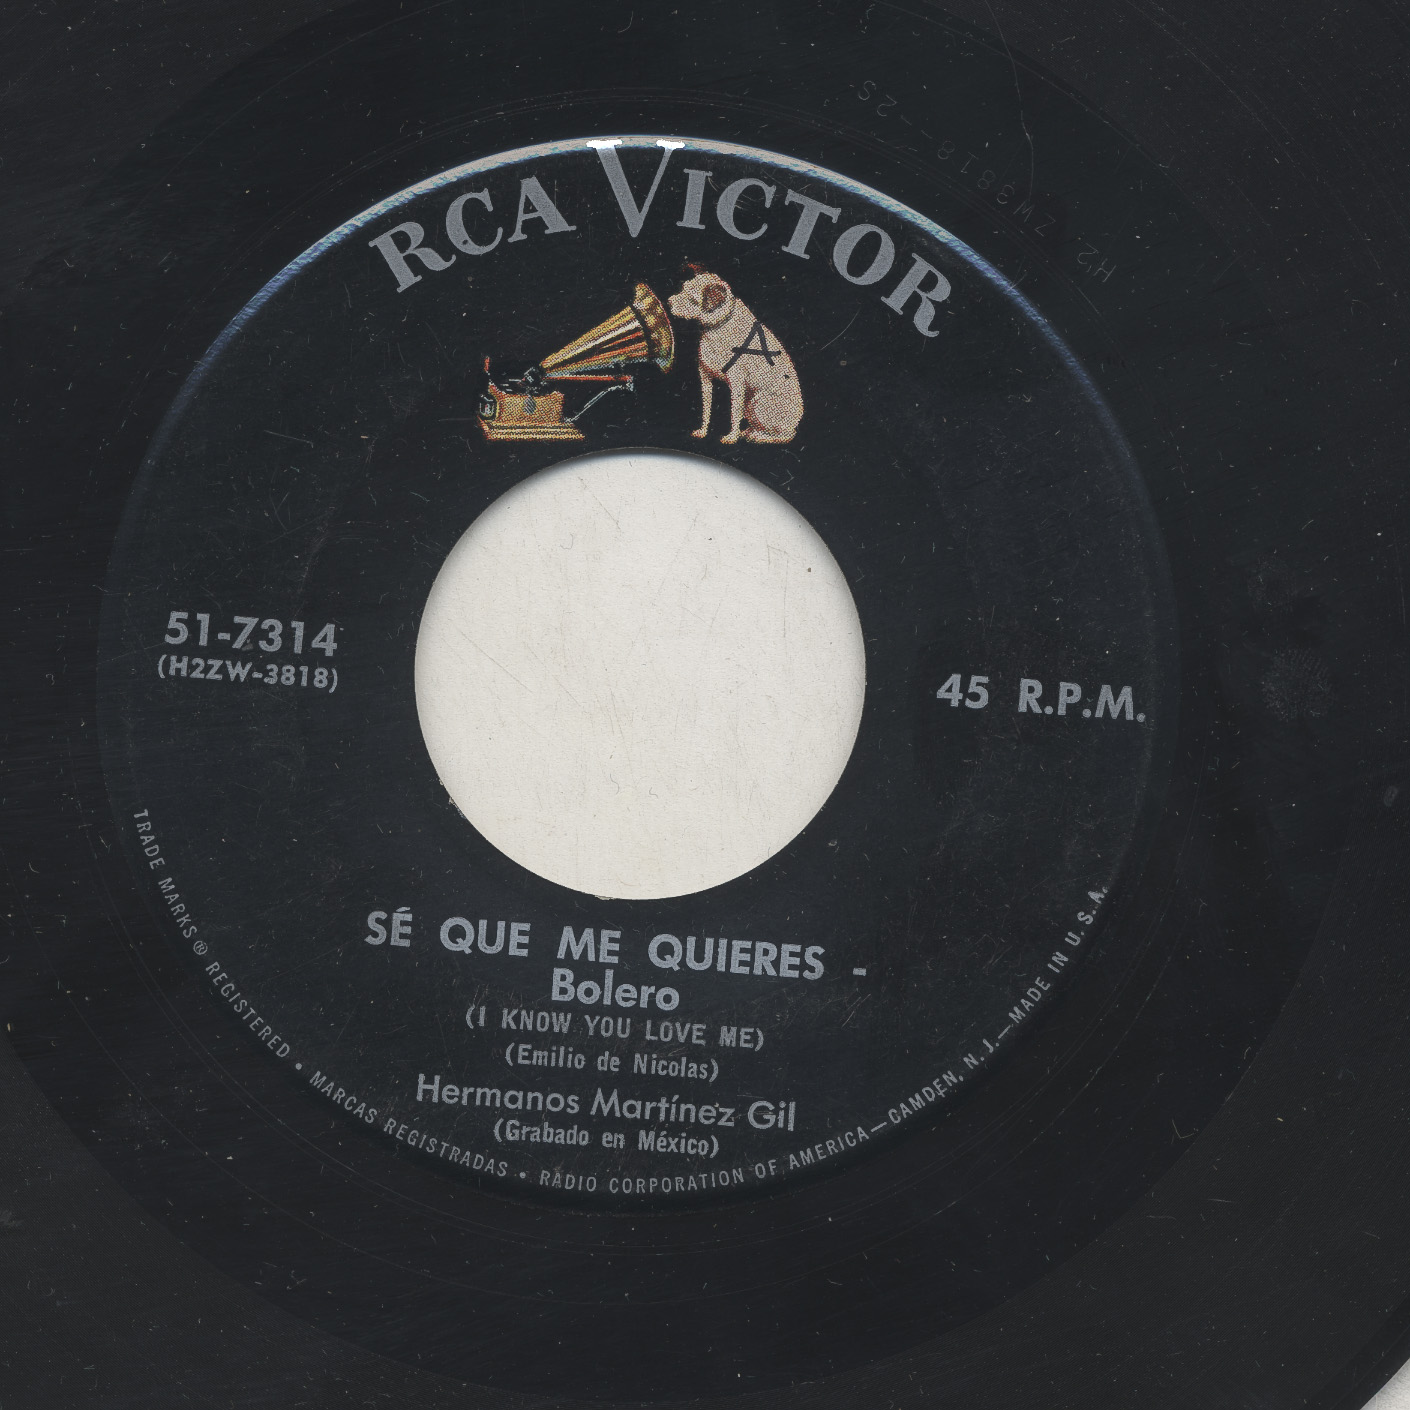 RCA VICTOR
A.
51-7314
(H2ZW-3818)
45 R.P.M.
SÉ QUE ME QUIERES -
Bolero
(I KNOW YOU LOVE ME)
(Emilio de Nicolas)
Hermanos Martínez Gil
(Grabado en México)
TRADE MARKS ® REGISTERED • MARCAS REGISTRADAS • RADIO CORPORATION OF AMERICA—CAMDEN, N. J.—MADE IN U. S. A.
H2 ZW3818--2S